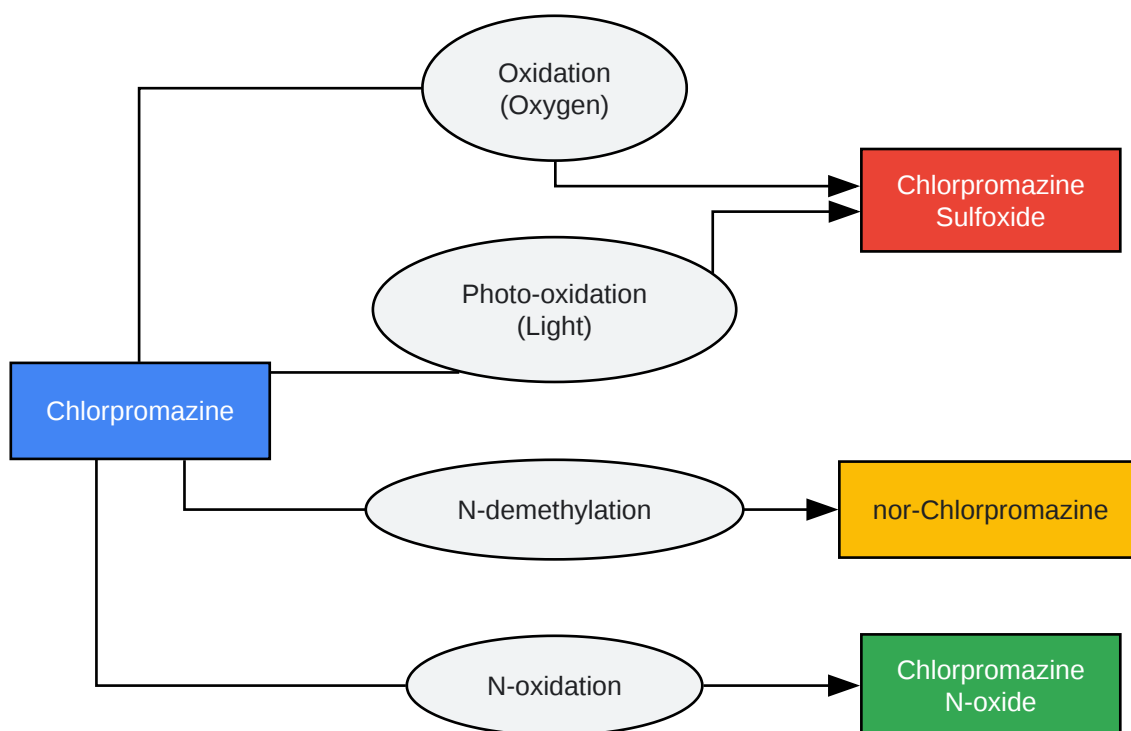 Oxidation
(Oxygen)
Chlorpromazine
Sulfoxide
Photo-oxidation
(Light)
Chlorpromazine
N-demethylation
nor-Chlorpromazine
N-oxidation
Chlorpromazine
N-oxide